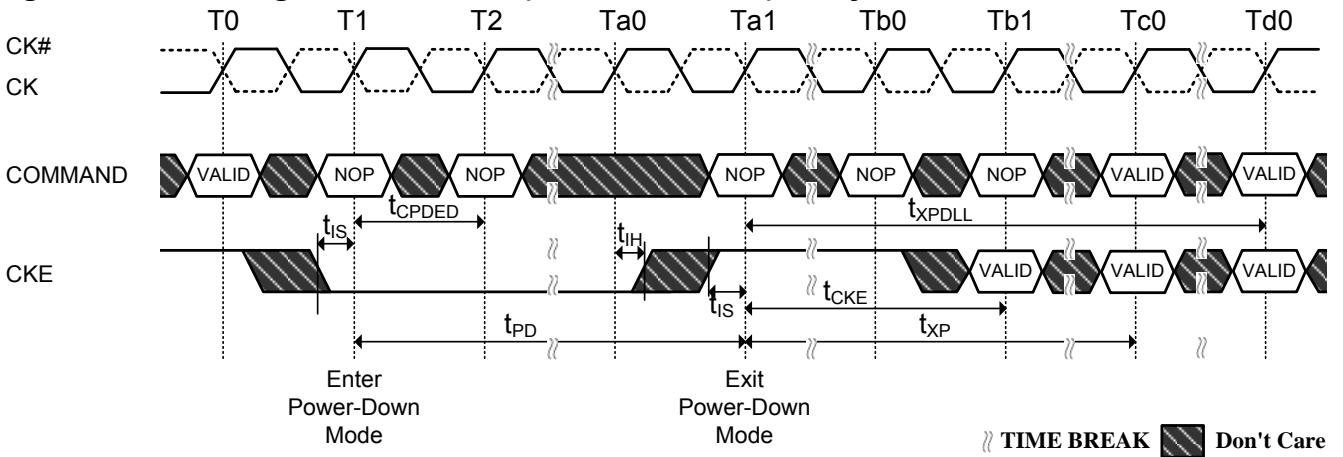 T0 T1 T2 Ta0 Ta1 Tb0 Tb1 Tc0 Td0
CK#
CK
COMMAND VALID NOP NOP NOP NOP NOP VALID VALID
tIS tCPDED tIH tXPDLL
CKE VALID VALID VALID
tIS tCKE
tPD tXP
Enter
Power-Down
Mode
Exit
Power-Down
Mode
TIME BREAK Don't Care